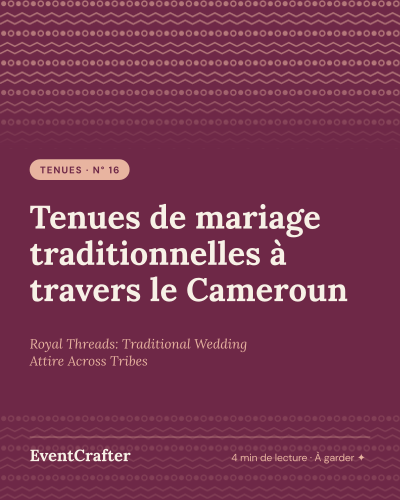 TENUES · N° 16
Tenues de mariage
traditionnelles à
travers le Cameroun
Royal Threads: Traditional Wedding
Attire Across Tribes
EventCrafter
4 min de lecture · À garder ✦